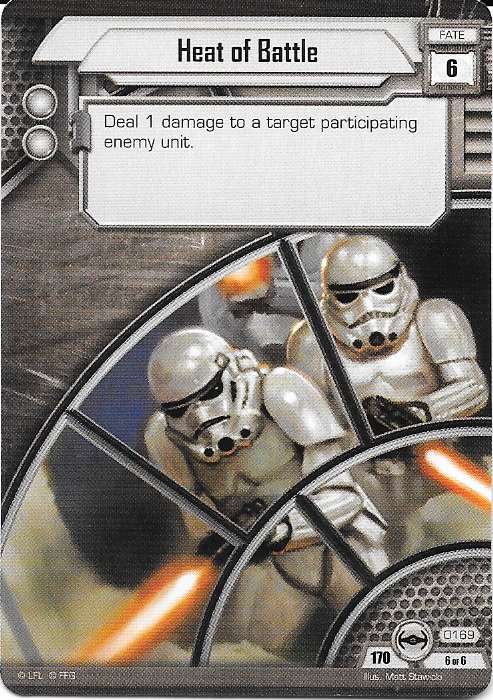 Heat of Battle
FATE
6
Deal 1 damage to a target participating
enemy unit.
0169
170
6 of 6
© LFL © FFG
Illus. Matt Stawicki